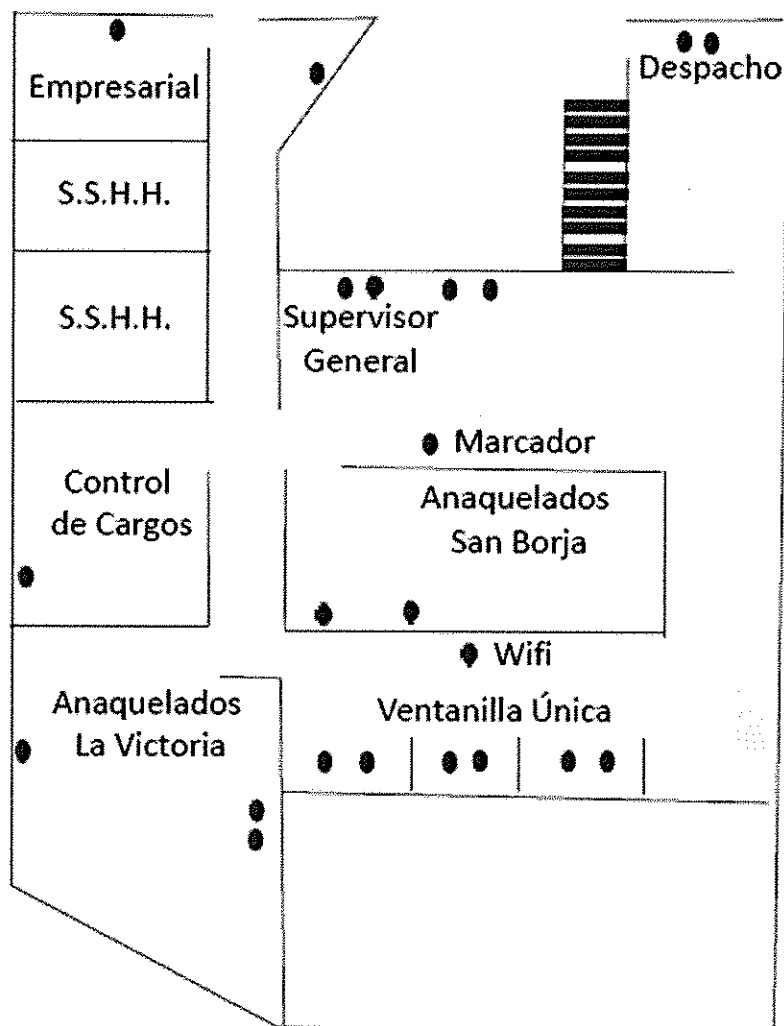 Empresarial
Despacho
S.S.H.H.
S.S.H.H.
Supervisor
General
Marcador
Control
de Cargos
Anaquelados
San Borja
Wifi
Anaquelados
La Victoria
Ventanilla Única